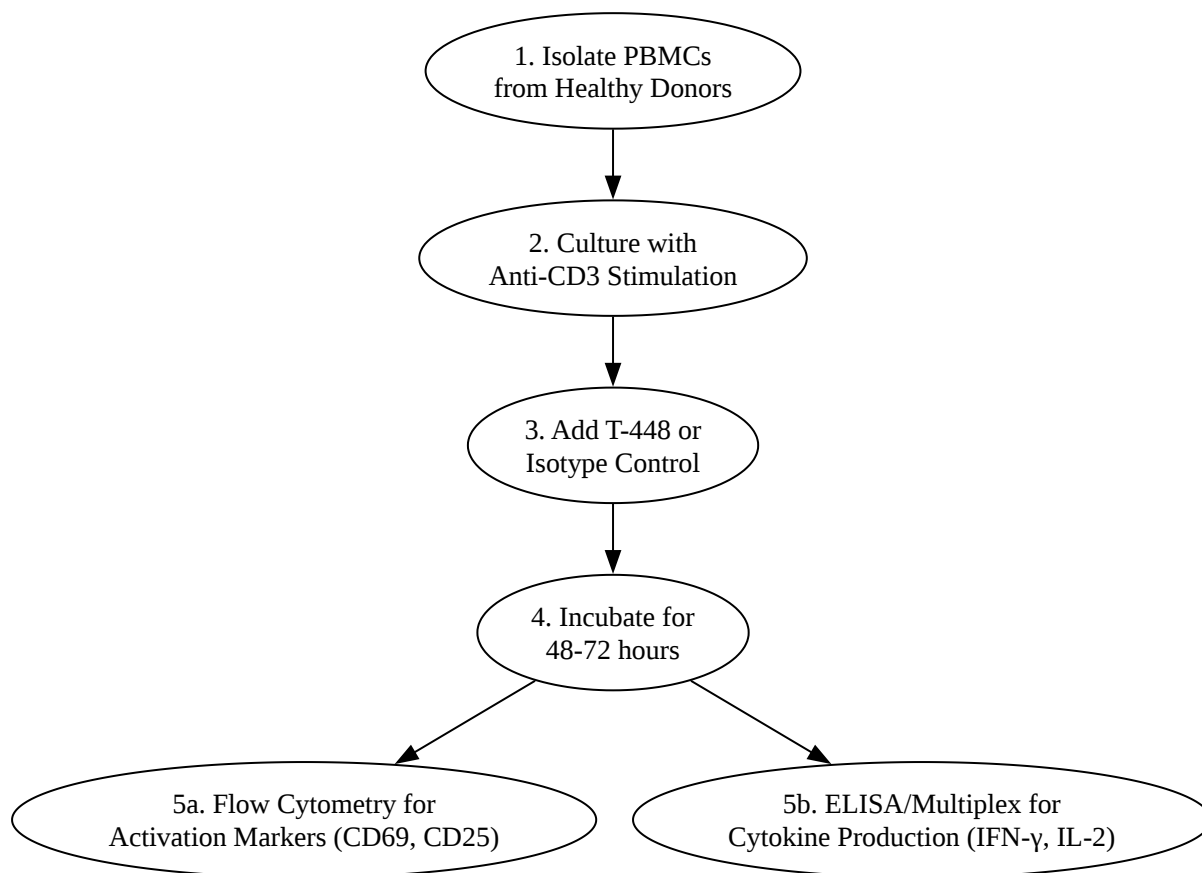 1. Isolate PBMCs
from Healthy Donors
2. Culture with
Anti-CD3 Stimulation
3. Add T-448 or
Isotype Control
4. Incubate for
48-72 hours
5a. Flow Cytometry for
Activation Markers (CD69, CD25)
5b. ELISA/Multiplex for
Cytokine Production (IFN-γ, IL-2)